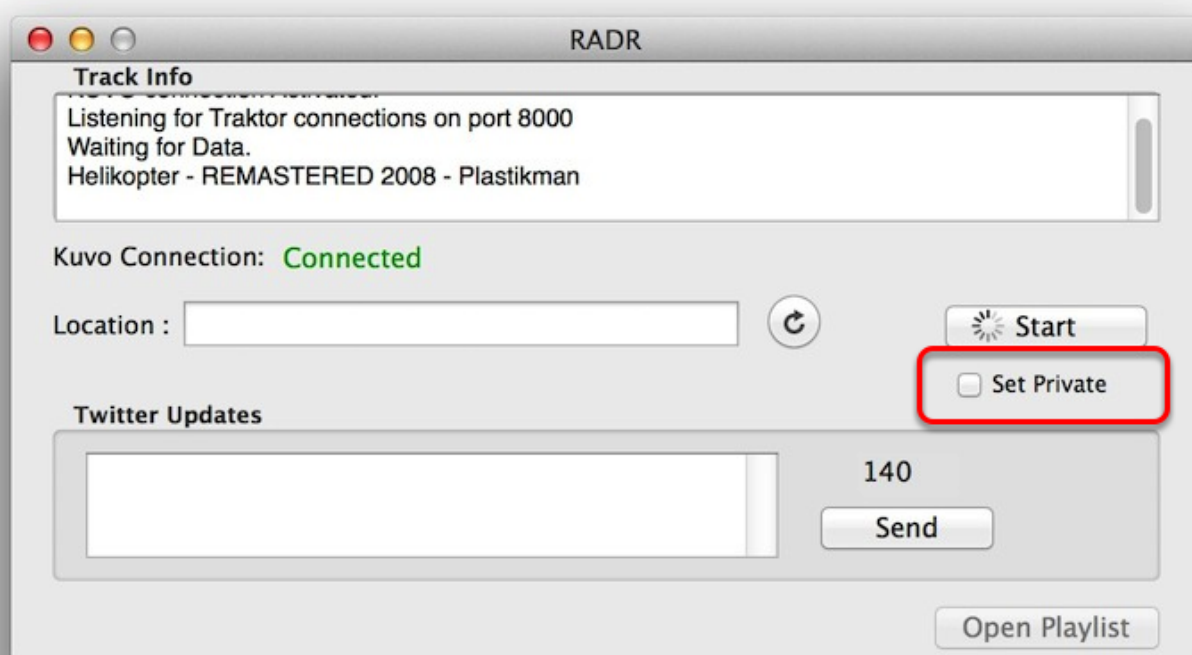 RADR
Track Info
Listening for Traktor connections on port 8000
Waiting for Data.
Helikopter - REMASTERED 2008 - Plastikman
Kuvo Connection: Connected
Location :
Start
Set Private
Twitter Updates
140
Send
Open Playlist